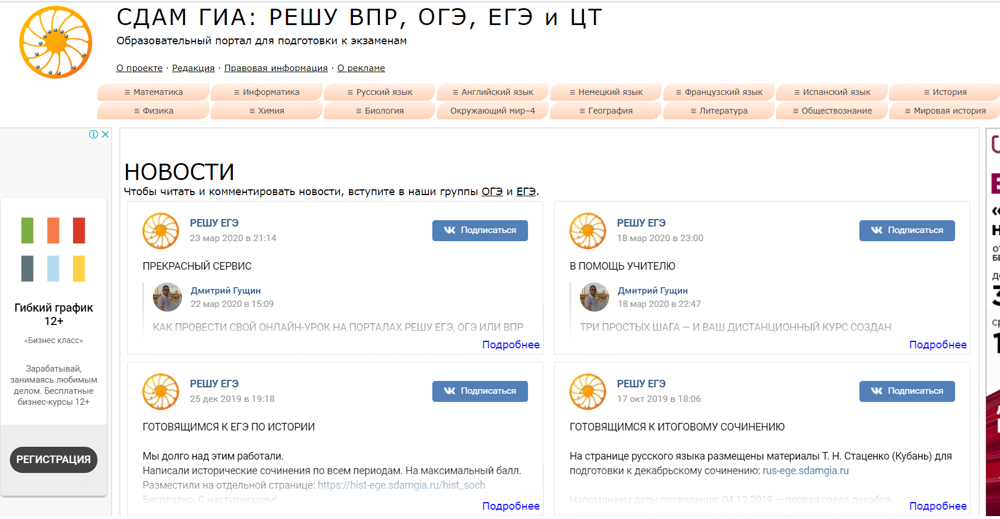 СДАМ ГИА: РЕШУ ВПР, ОГЭ, ЕГЭ и ЦТ
Образовательный портал для подготовки к экзаменам
О проекте · Редакция · Правовая информация · О рекламе
≡ Математика ≡ Информатика ≡ Русский язык ≡ Английский язык ≡ Немецкий язык ≡ Французский язык ≡ Испанский язык ≡ История
≡ Физика ≡ Химия ≡ Биология Окружающий мир–4 ≡ География ≡ Литература ≡ Обществознание ≡ Мировая история
Гибкий график
12+
«Бизнес класс»
Зарабатывай,
занимаясь любимым
делом. Бесплатные
бизнес-курсы 12+
РЕГИСТРАЦИЯ
НОВОСТИ
Чтобы читать и комментировать новости, вступите в наши группы ОГЭ и ЕГЭ.
РЕШУ ЕГЭ
23 мар 2020 в 21:14
Подписаться
ПРЕКРАСНЫЙ СЕРВИС
Дмитрий Гущин
22 мар 2020 в 15:09
КАК ПРОВЕСТИ СВОЙ ОНЛАЙН-УРОК НА ПОРТАЛАХ РЕШУ ЕГЭ, ОГЭ ИЛИ ВПР
Подробнее
РЕШУ ЕГЭ
18 мар 2020 в 23:00
Подписаться
В ПОМОЩЬ УЧИТЕЛЮ
Дмитрий Гущин
18 мар 2020 в 22:47
ТРИ ПРОСТЫХ ШАГА — И ВАШ ДИСТАНЦИОННЫЙ КУРС СОЗДАН
Подробнее
РЕШУ ЕГЭ
25 дек 2019 в 19:18
Подписаться
ГОТОВЯЩИМСЯ К ЕГЭ ПО ИСТОРИИ
Мы долго над этим работали.
Написали исторические сочинения по всем периодам. На максимальный балл.
Разместили на отдельной странице: https://hist-ege.sdamgia.ru/hist_soch
Бесплатно. С наступающим!
Подробнее
РЕШУ ЕГЭ
17 окт 2019 в 18:06
Подписаться
ГОТОВЯЩИМСЯ К ИТОГОВОМУ СОЧИНЕНИЮ
На странице русского языка размещены материалы Т. Н. Стаценко (Кубань) для
подготовки к декабрьскому сочинению: rus-ege.sdamgia.ru
Напоминаем даты проведения: 04.12.2019 — первая среда декабря.
Подробнее